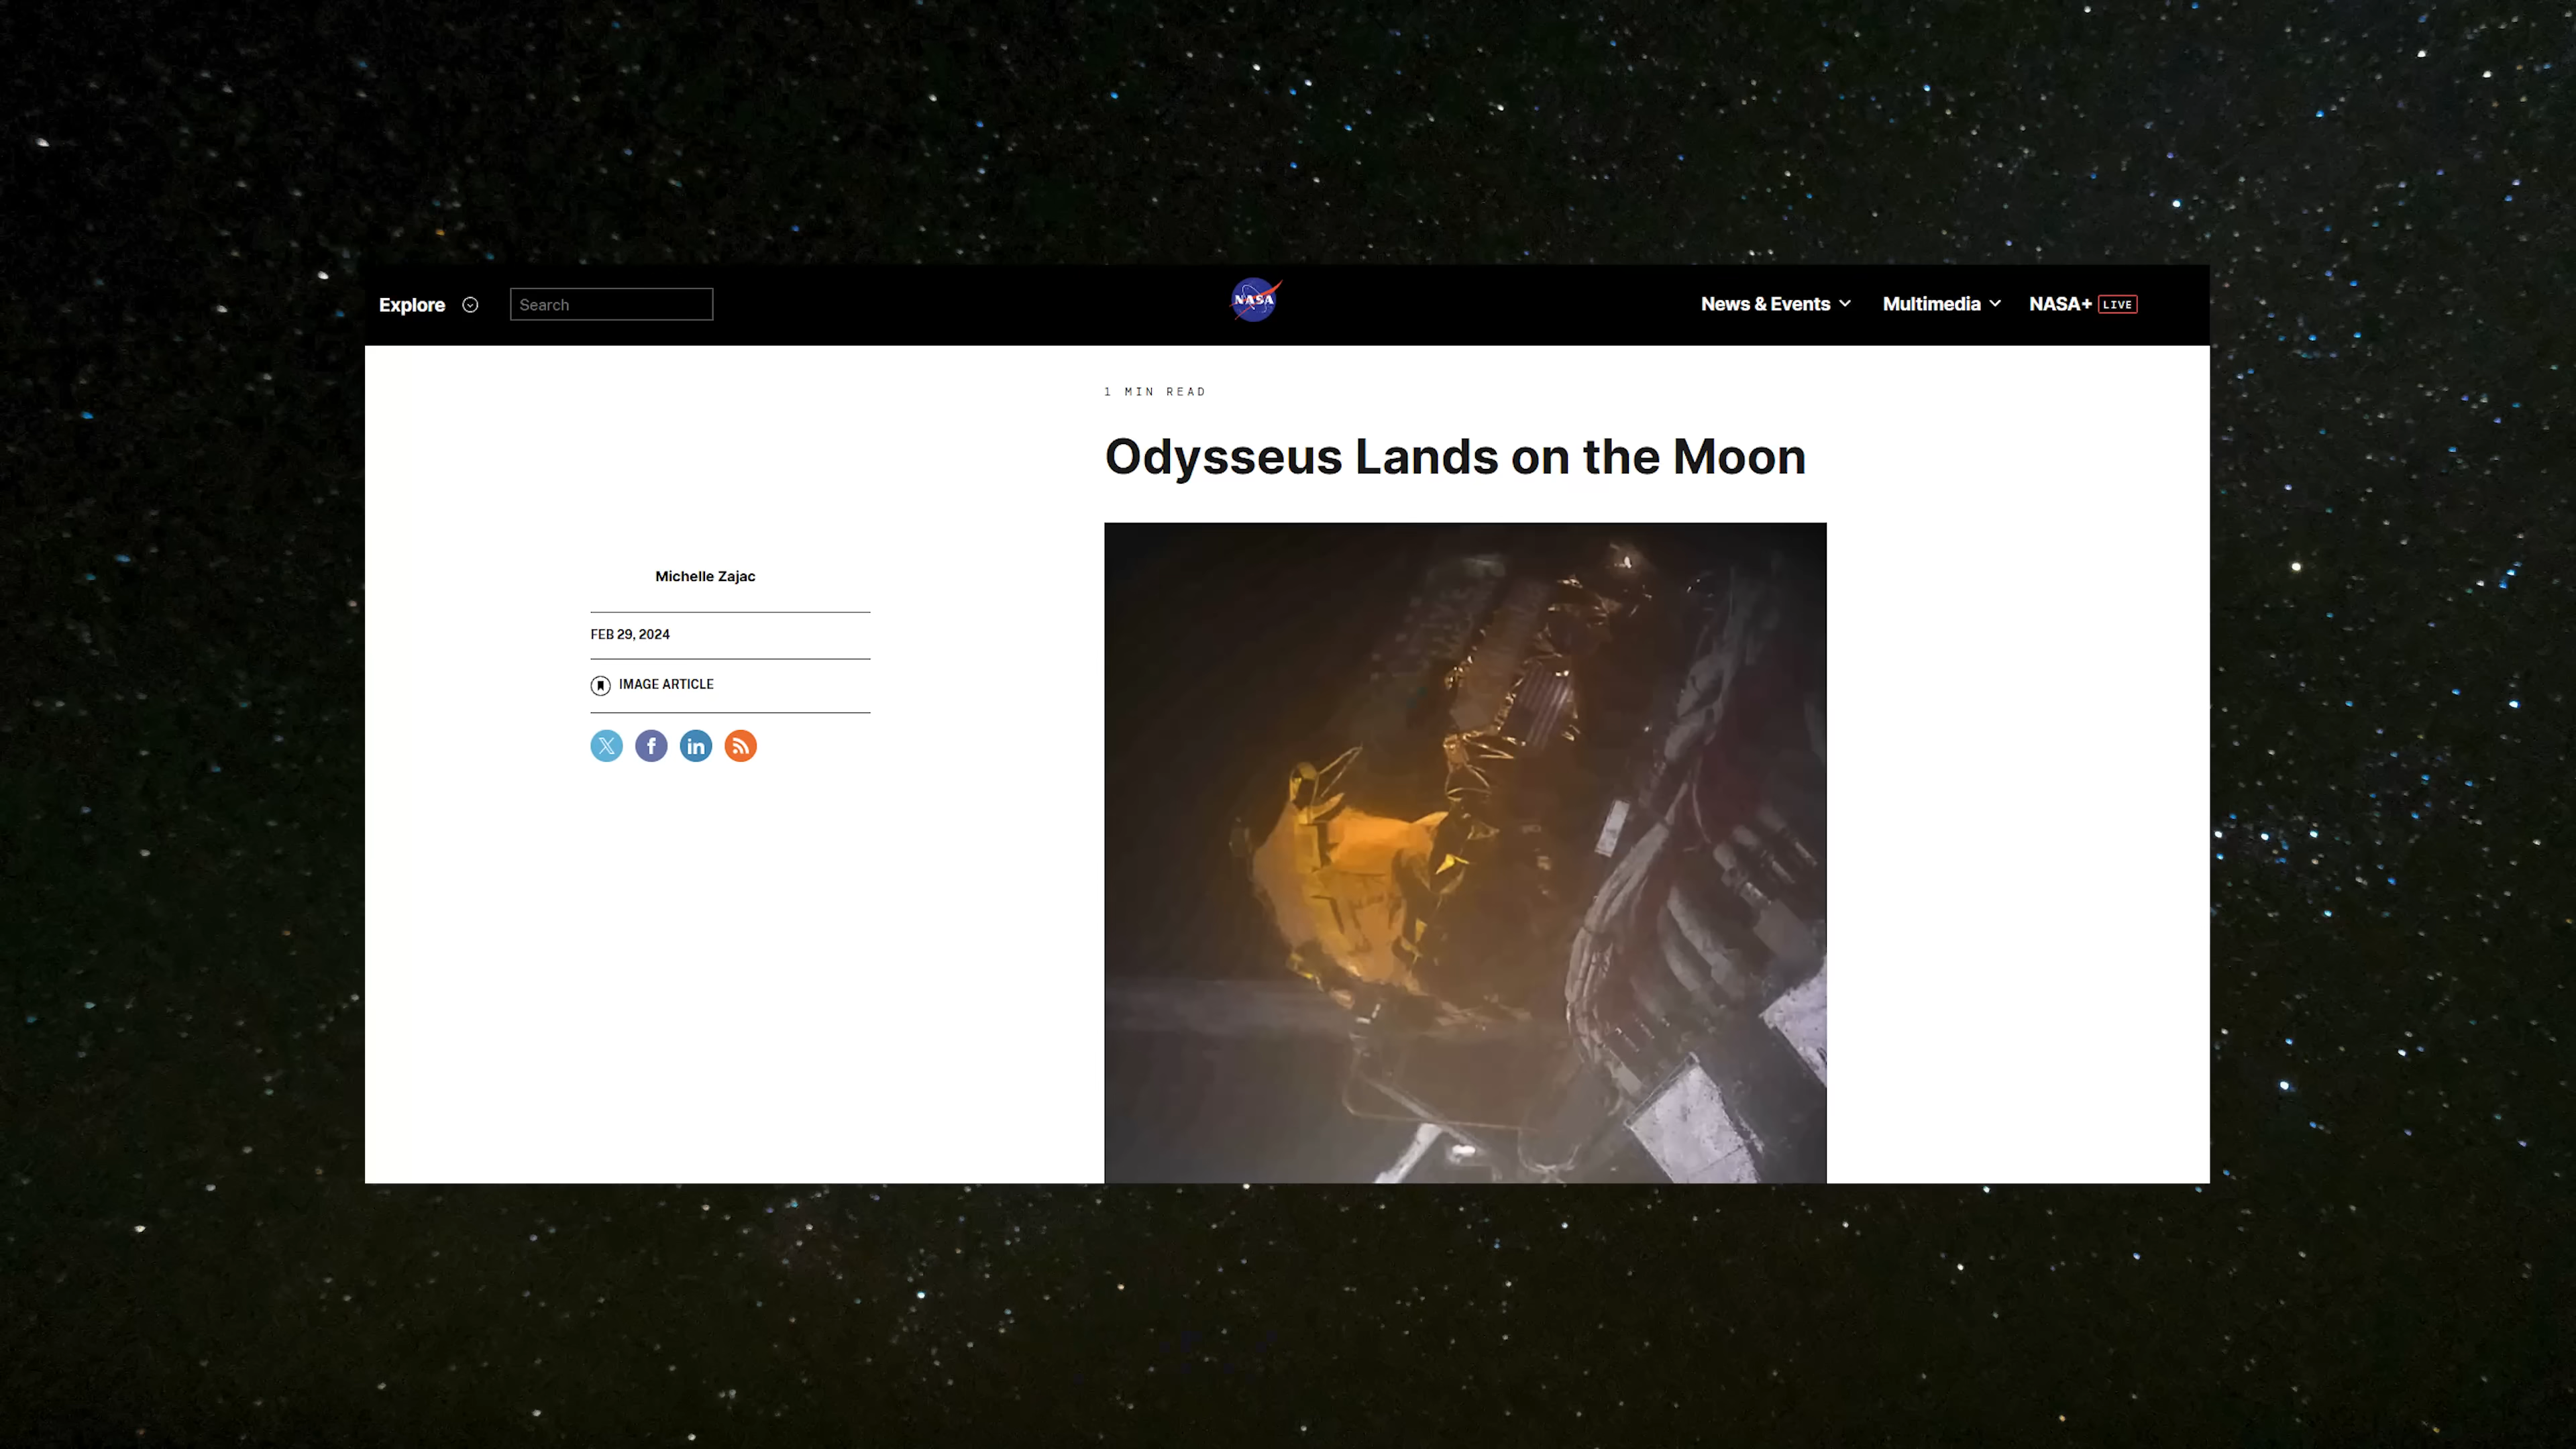 Explore
Search
NASA
News & Events
Multimedia
NASA+ LIVE
1 MIN READ
Odysseus Lands on the Moon
Michelle Zajac
FEB 29, 2024
IMAGE ARTICLE